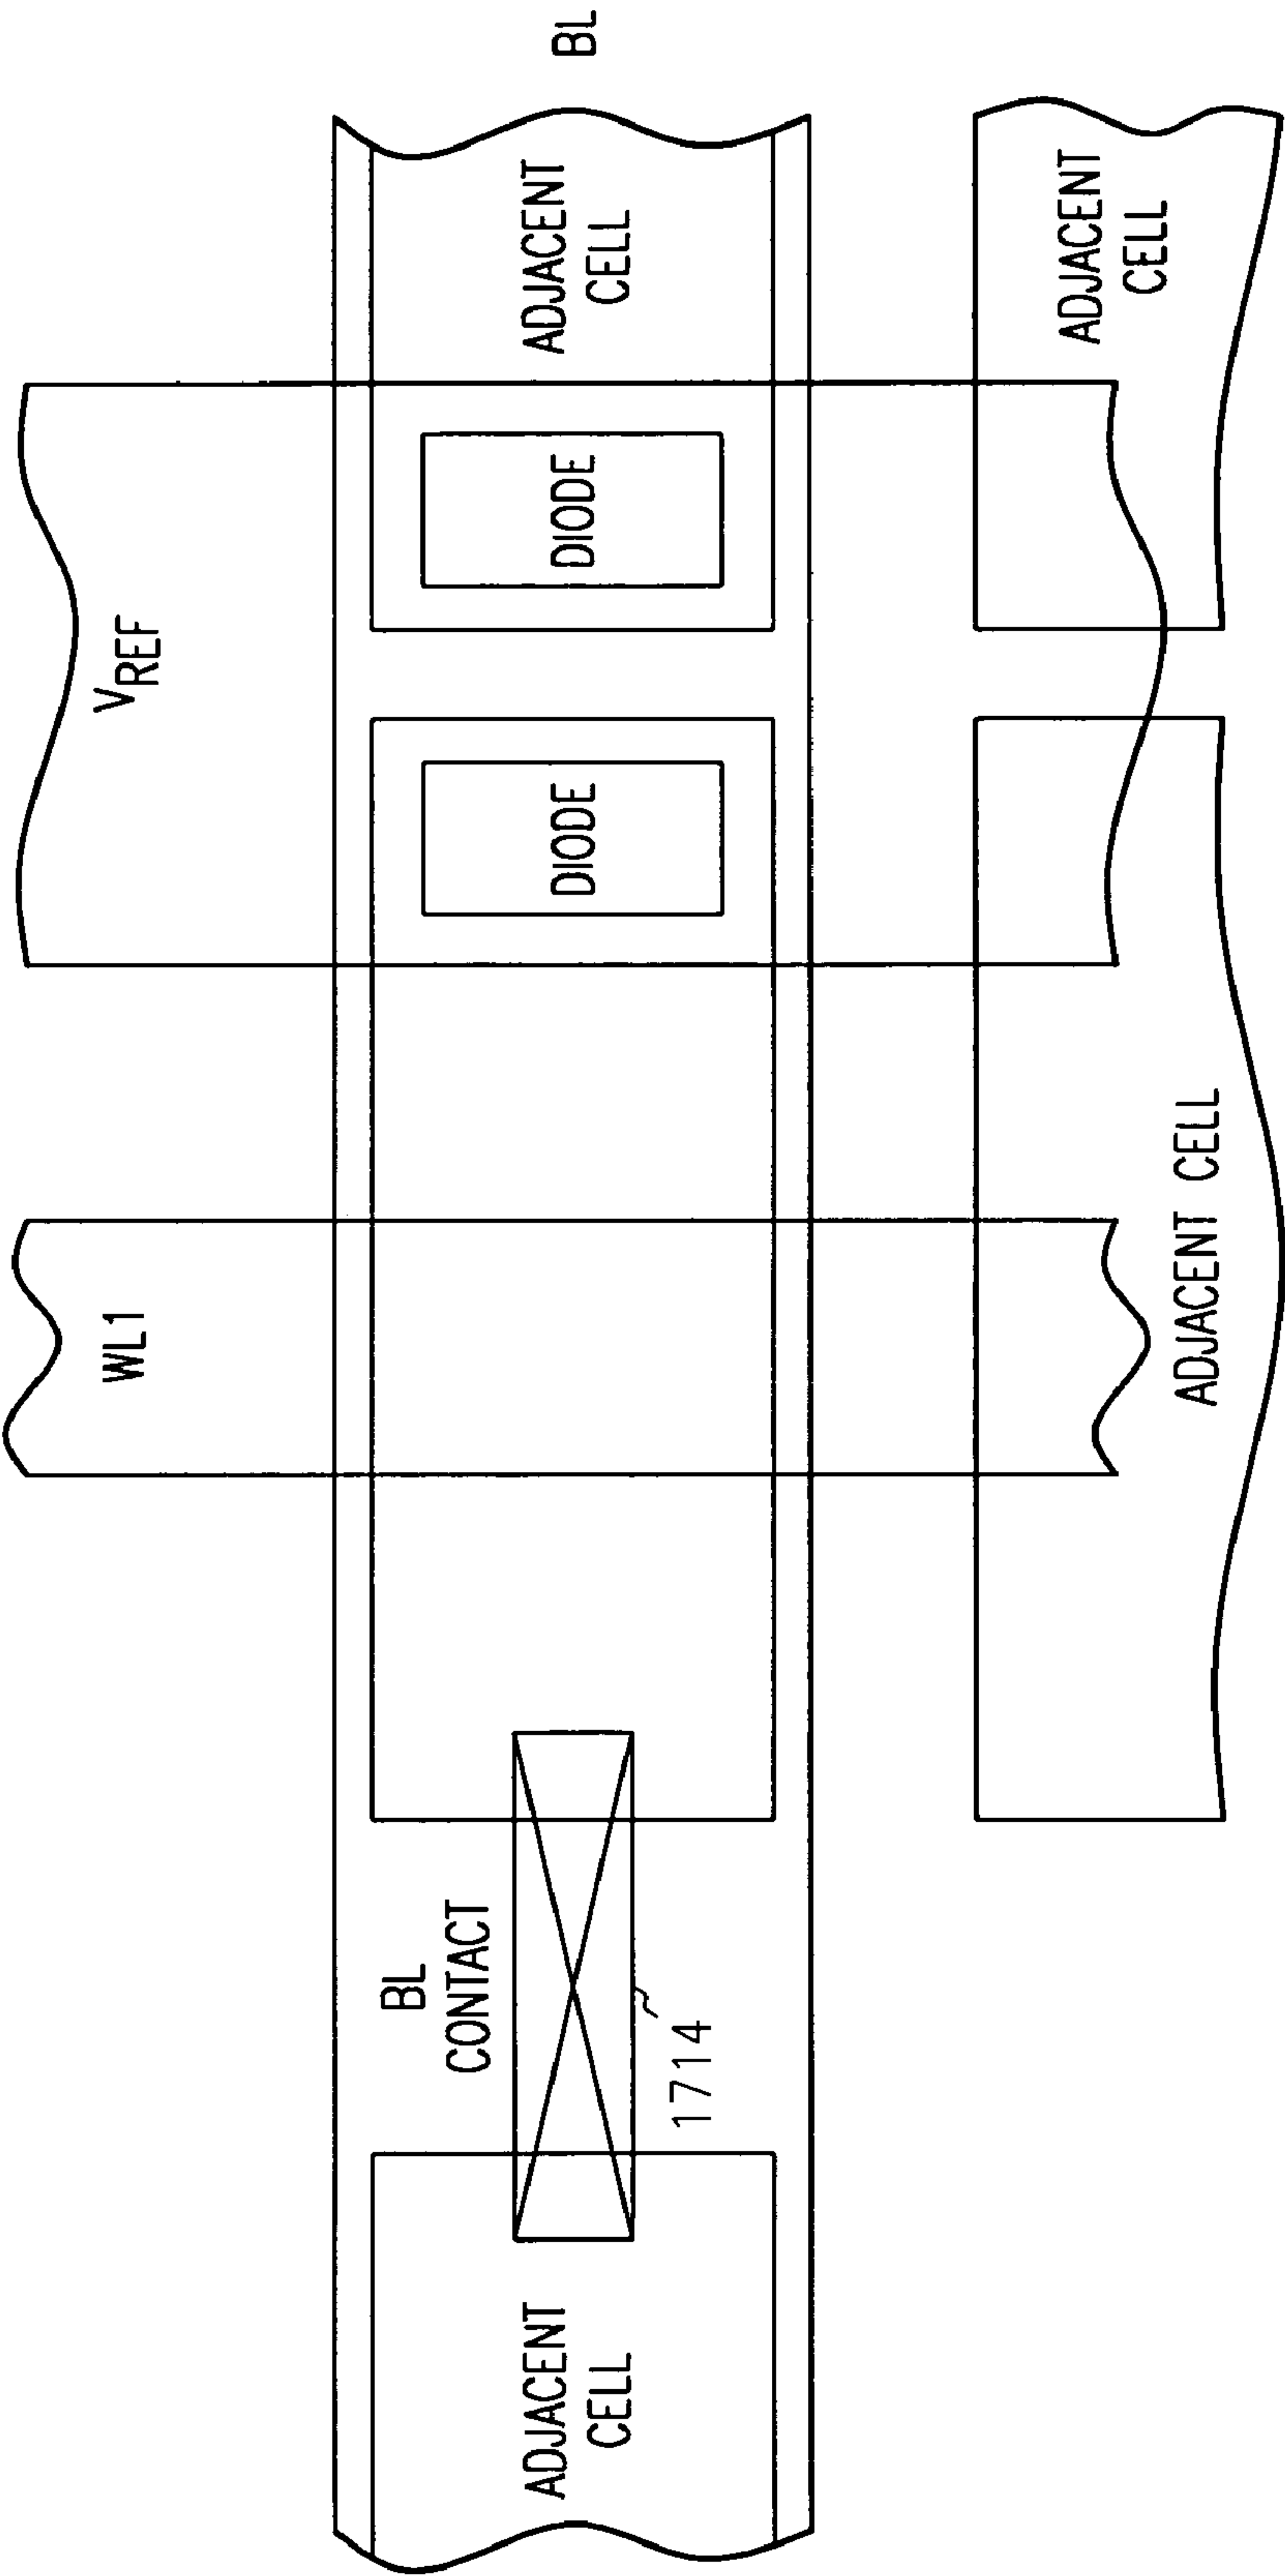 WL1
VREF
BL
CONTACT
1714
ADJACENT
CELL
DIODE
DIODE
ADJACENT
CELL
BL
ADJACENT CELL
ADJACENT
CELL